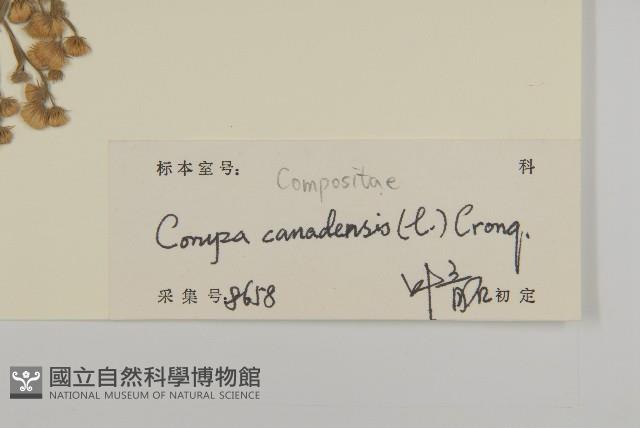 标本室号: 科
Compositae
Conyza canadensis (L.) Cronq.
采集号: 8658 初定
國立自然科學博物館
NATIONAL MUSEUM OF NATURAL SCIENCE